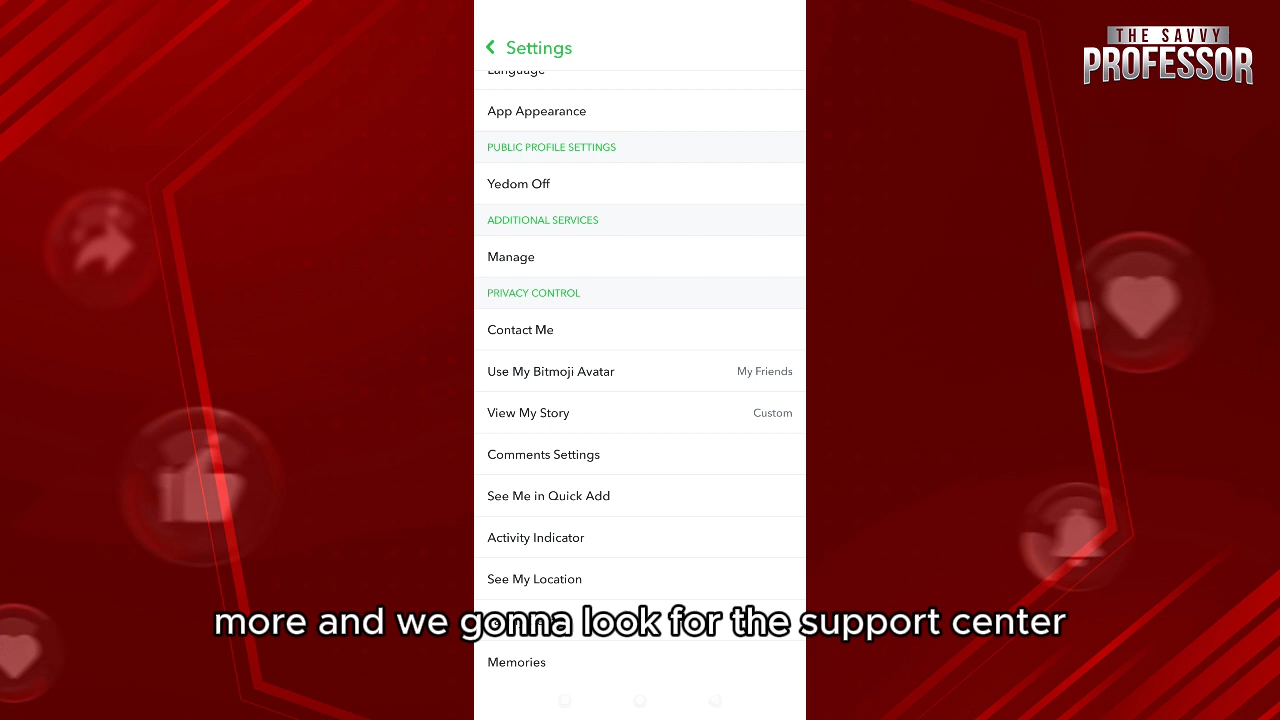 THE SAVVY
PROFESSOR
Settings
Language
App Appearance
PUBLIC PROFILE SETTINGS
Yedom Off
ADDITIONAL SERVICES
Manage
PRIVACY CONTROL
Contact Me
Use My Bitmoji Avatar My Friends
View My Story Custom
Comments Settings
See Me in Quick Add
Activity Indicator
See My Location
more and we gonna look for the support center
Memories